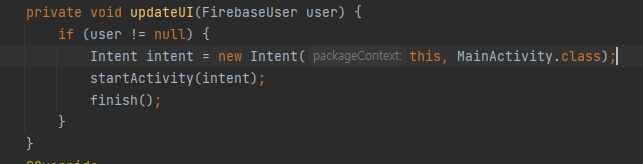 private void updateUI(FirebaseUser user) {
if (user != null) {
Intent intent = new Intent( packageContext: this, MainActivity.class);
startActivity(intent);
finish();
}
}